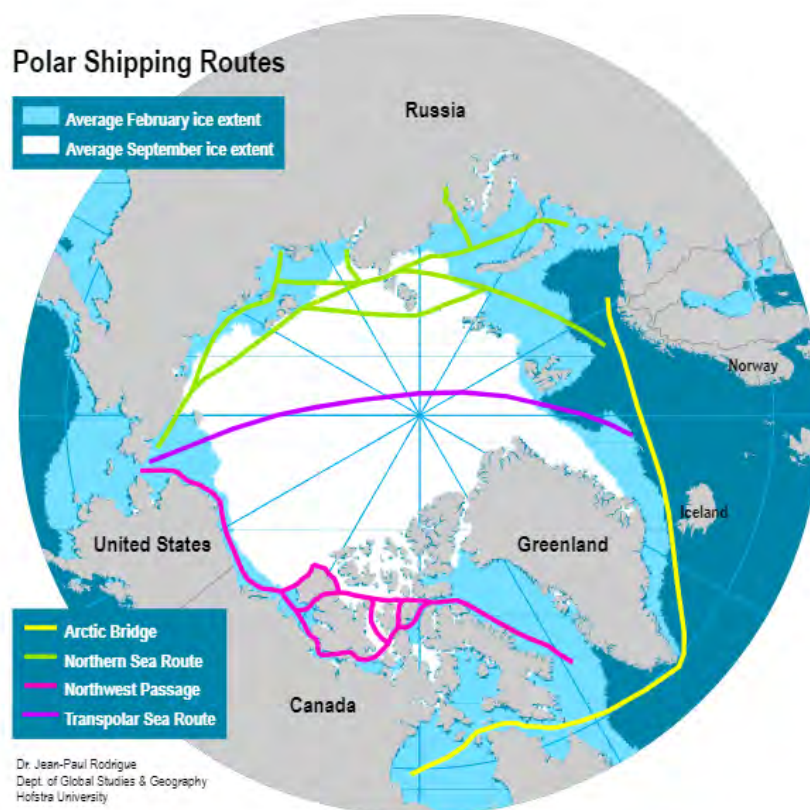 Polar Shipping Routes
Average February ice extent
Average September ice extent
Russia
Norway
Iceland
United States
Greenland
Canada
Arctic Bridge
Northern Sea Route
Northwest Passage
Transpolar Sea Route
Dr. Jean-Paul Rodrigue
Dept. of Global Studies & Geography
Hofstra University